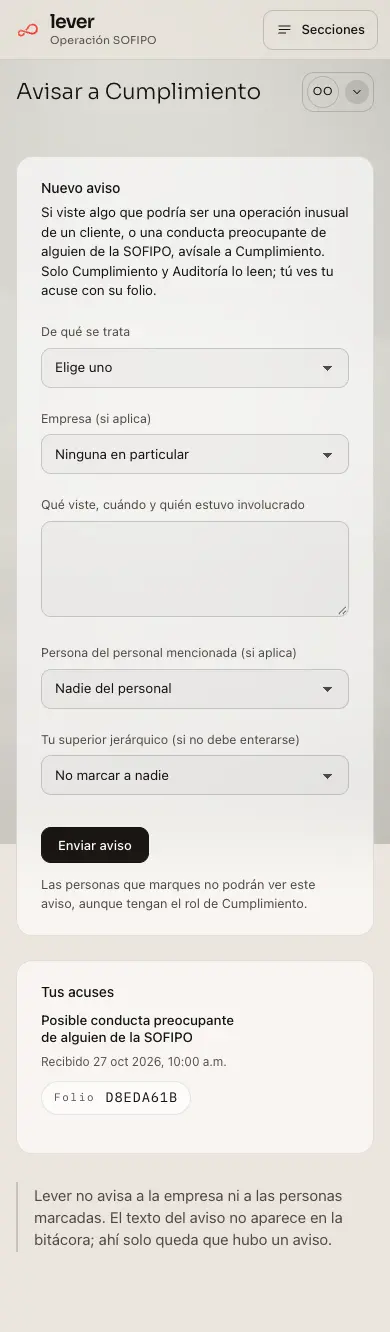 lever
Operación SOFIPO
Secciones
Avisar a Cumplimiento
OO
Nuevo aviso
Si viste algo que podría ser una operación inusual
de un cliente, o una conducta preocupante de
alguien de la SOFIPO, avísale a Cumplimiento.
Solo Cumplimiento y Auditoría lo leen; tú ves tu
acuse con su folio.
De qué se trata
Elige uno
Empresa (si aplica)
Ninguna en particular
Qué viste, cuándo y quién estuvo involucrado
Persona del personal mencionada (si aplica)
Nadie del personal
Tu superior jerárquico (si no debe enterarse)
No marcar a nadie
Enviar aviso
Las personas que marques no podrán ver este
aviso, aunque tengan el rol de Cumplimiento.
Tus acuses
Posible conducta preocupante
de alguien de la SOFIPO
Recibido 27 oct 2026, 10:00 a.m.
Folio D8EDA61B
Lever no avisa a la empresa ni a las personas
marcadas. El texto del aviso no aparece en la
bitácora; ahí solo queda que hubo un aviso.